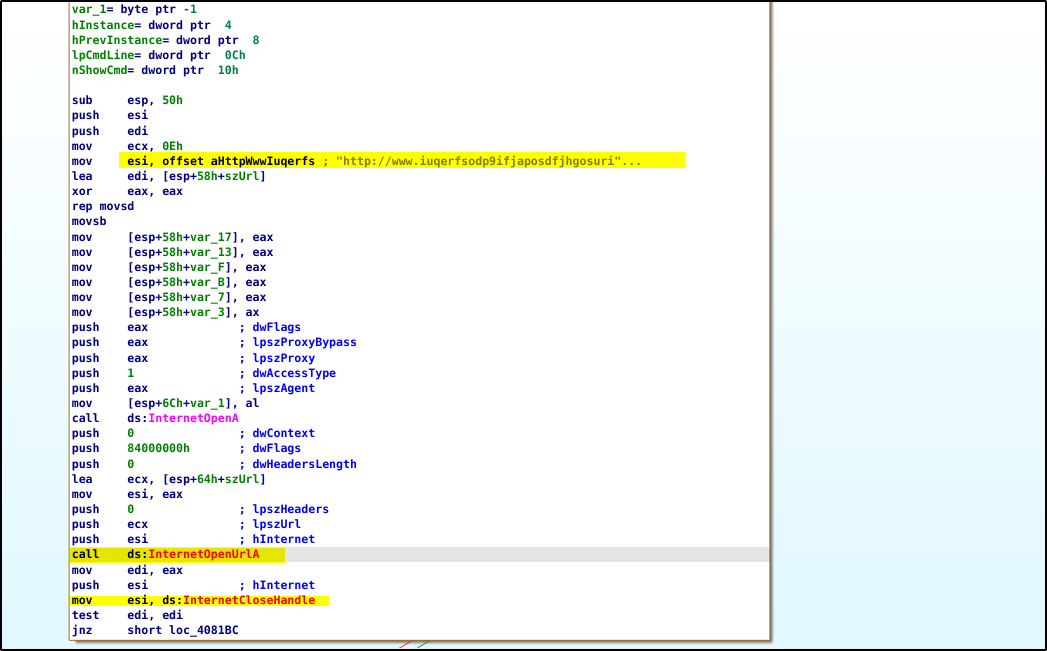 var_1= byte ptr -1
hInstance= dword ptr  4
hPrevInstance= dword ptr  8
lpCmdLine= dword ptr  0Ch
nShowCmd= dword ptr  10h
sub     esp, 50h
push    esi
push    edi
mov     ecx, 0Eh
mov     esi, offset aHttpWwwIuqerfs ; "http://www.iuqerfsodp9ifjaposdfjhgosuri"...
lea     edi, [esp+58h+szUrl]
xor     eax, eax
rep movsd
movsb
mov     [esp+58h+var_17], eax
mov     [esp+58h+var_13], eax
mov     [esp+58h+var_F], eax
mov     [esp+58h+var_B], eax
mov     [esp+58h+var_7], eax
mov     [esp+58h+var_3], ax
push    eax             ; dwFlags
push    eax             ; lpszProxyBypass
push    eax             ; lpszProxy
push    1               ; dwAccessType
push    eax             ; lpszAgent
mov     [esp+6Ch+var_1], al
call    ds:InternetOpenA
push    0               ; dwContext
push    84000000h       ; dwFlags
push    0               ; dwHeadersLength
lea     ecx, [esp+64h+szUrl]
mov     esi, eax
push    0               ; lpszHeaders
push    ecx             ; lpszUrl
push    esi             ; hInternet
call    ds:InternetOpenUrlA
mov     edi, eax
push    esi             ; hInternet
mov     esi, ds:InternetCloseHandle
test    edi, edi
jnz     short loc_4081BC